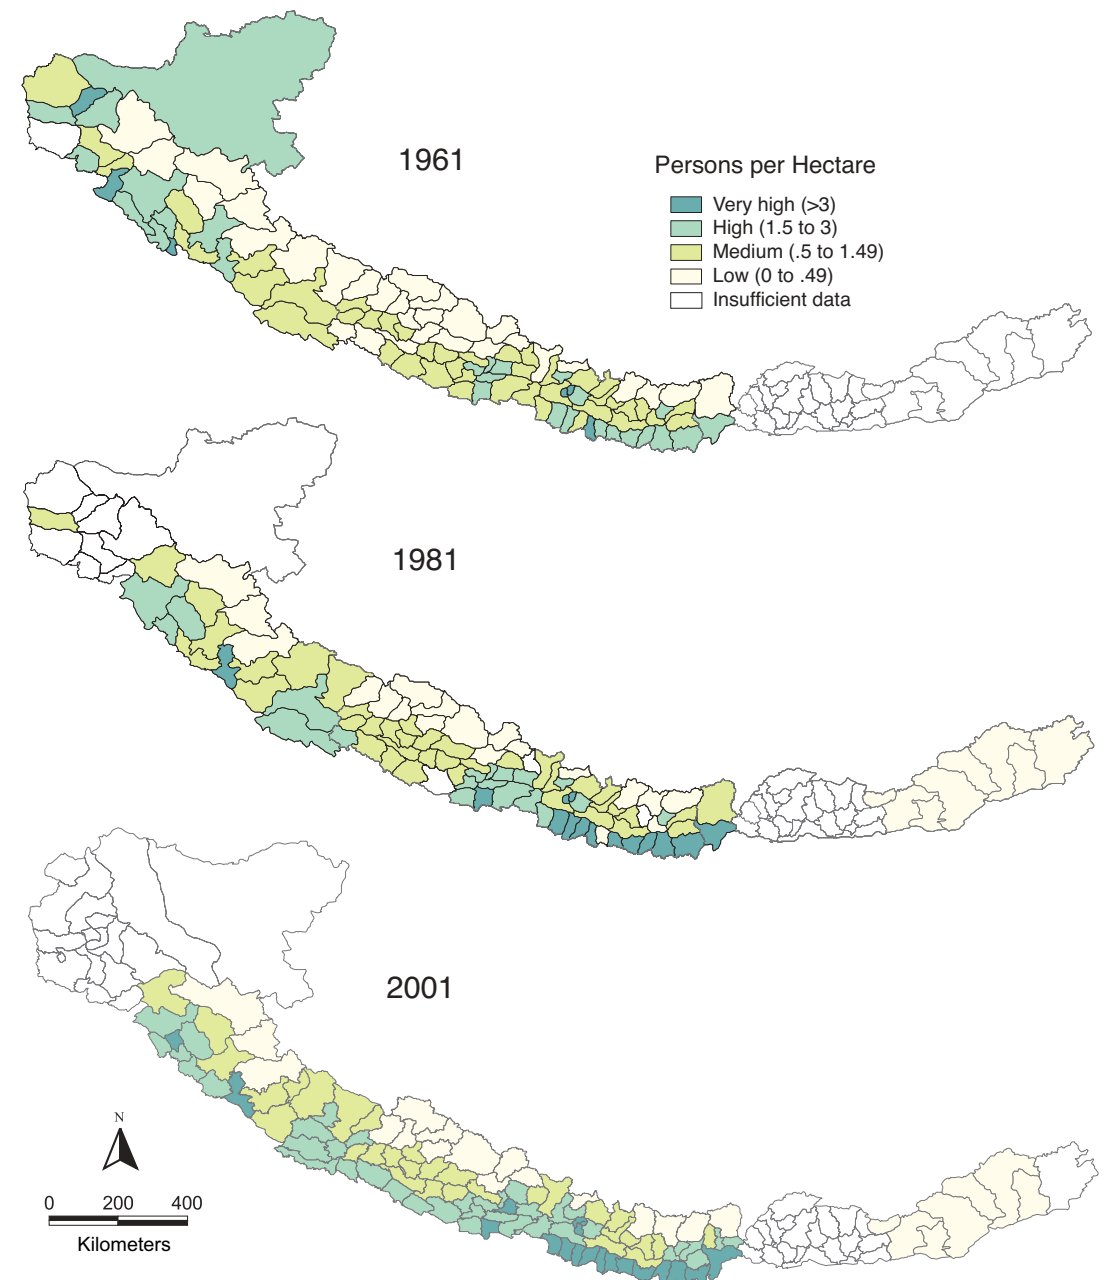 1961
Persons per Hectare
Very high (>3)
High (1.5 to 3)
Medium (.5 to 1.49)
Low (0 to .49)
Insufficient data
1981
2001
N
0 200 400
Kilometers